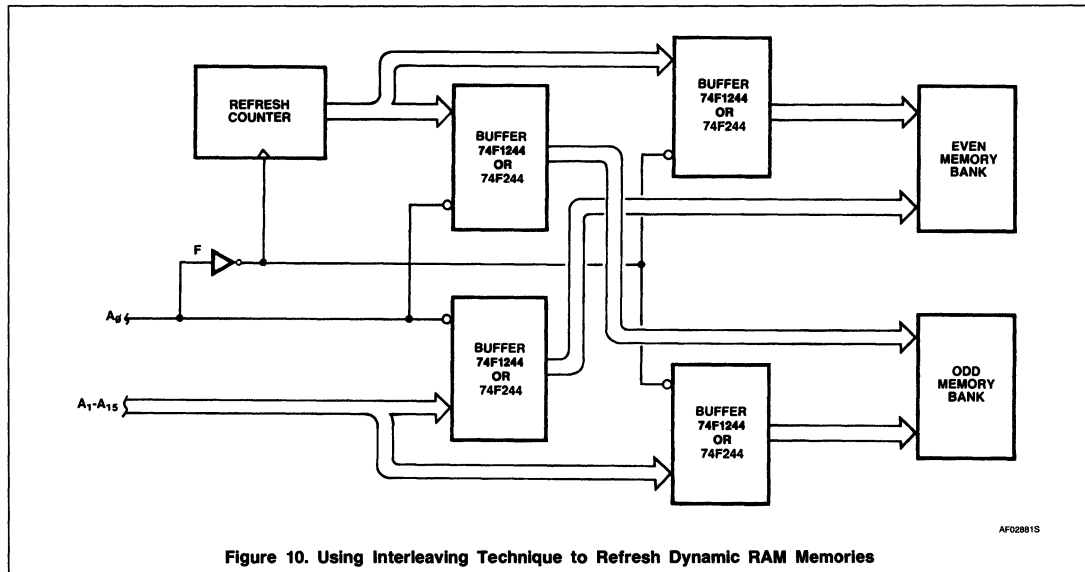 REFRESH
COUNTER
BUFFER
74F1244
OR
74F244
BUFFER
74F1244
OR
74F244
EVEN
MEMORY
BANK
F
A0
BUFFER
74F1244
OR
74F244
A1-A15
BUFFER
74F1244
OR
74F244
ODD
MEMORY
BANK
AF02881S
Figure 10. Using Interleaving Technique to Refresh Dynamic RAM Memories